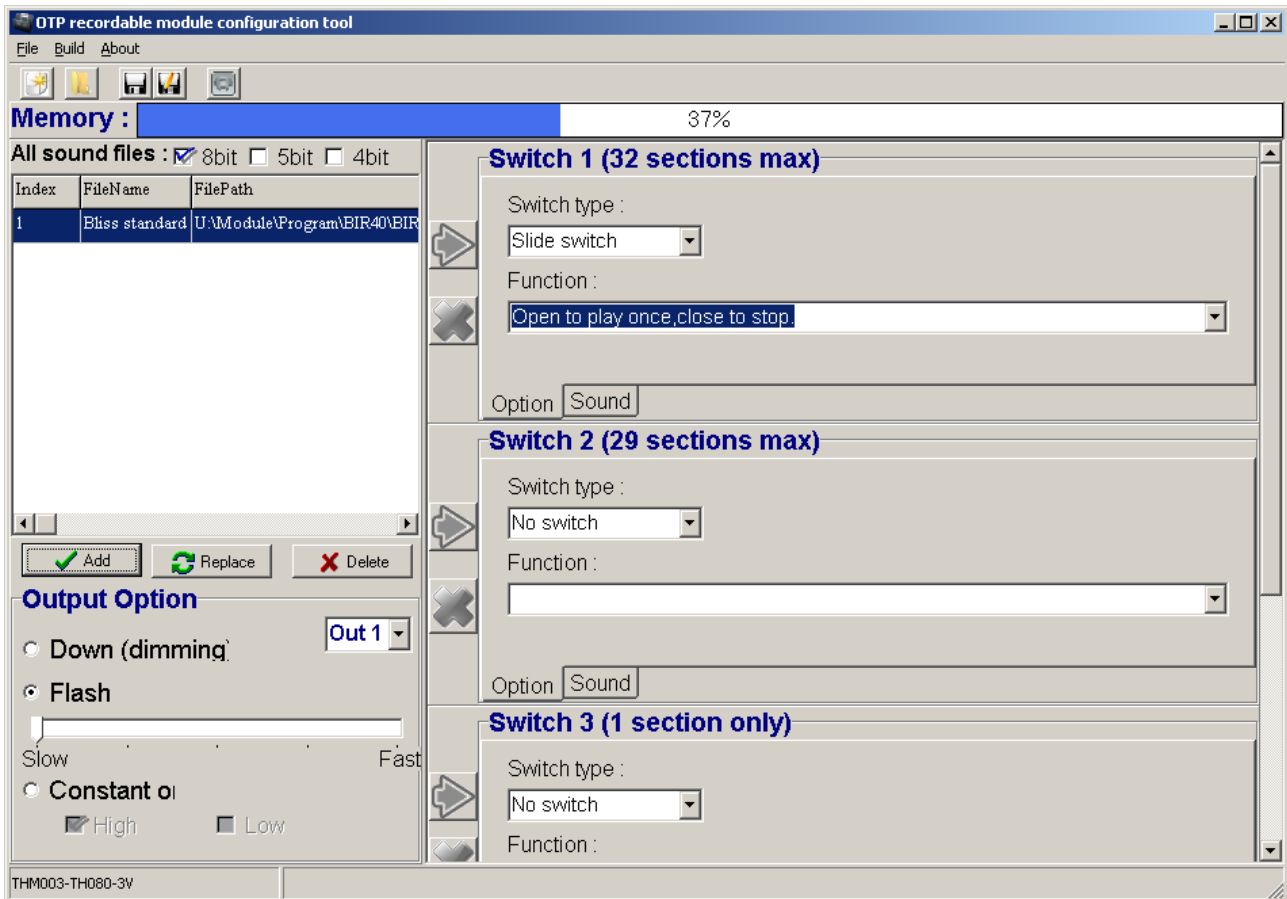 OTP recordable module configuration tool
File Build About
Memory : 37%
All sound files : 8bit 5bit 4bit
Index FileName FilePath
1 Bliss standard U:\Module\Program\BIR40\BIR
Add Replace Delete
Output Option
Out 1
Down (dimming)
Flash
Slow Fast
Constant o
High Low
THM003-TH080-3V
Switch 1 (32 sections max)
Switch type :
Slide switch
Function :
Open to play once,close to stop.
Option Sound
Switch 2 (29 sections max)
Switch type :
No switch
Function :
Option Sound
Switch 3 (1 section only)
Switch type :
No switch
Function :